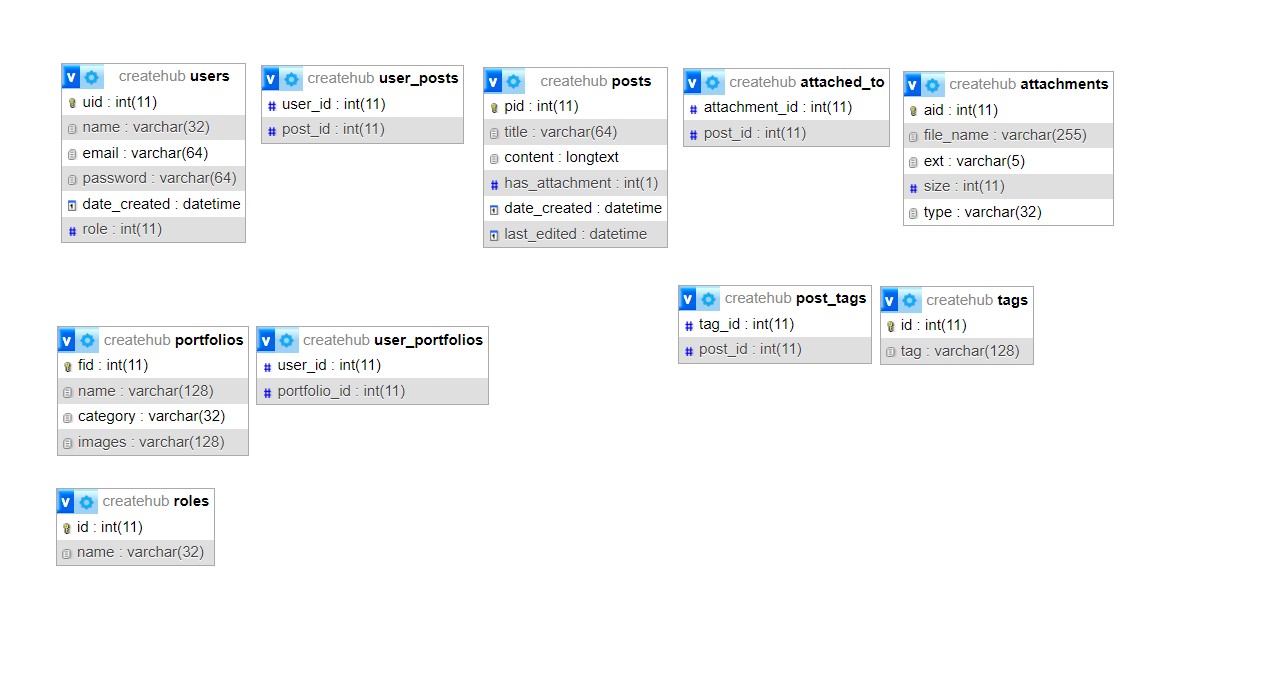 createhub users
uid : int(11)
name : varchar(32)
email : varchar(64)
password : varchar(64)
date_created : datetime
role : int(11)
createhub user_posts
user_id : int(11)
post_id : int(11)
createhub posts
pid : int(11)
title : varchar(64)
content : longtext
has_attachment : int(1)
date_created : datetime
last_edited : datetime
createhub attached_to
attachment_id : int(11)
post_id : int(11)
createhub attachments
aid : int(11)
file_name : varchar(255)
ext : varchar(5)
size : int(11)
type : varchar(32)
createhub post_tags
tag_id : int(11)
post_id : int(11)
createhub tags
id : int(11)
tag : varchar(128)
createhub portfolios
fid : int(11)
name : varchar(128)
category : varchar(32)
images : varchar(128)
createhub user_portfolios
user_id : int(11)
portfolio_id : int(11)
createhub roles
id : int(11)
name : varchar(32)